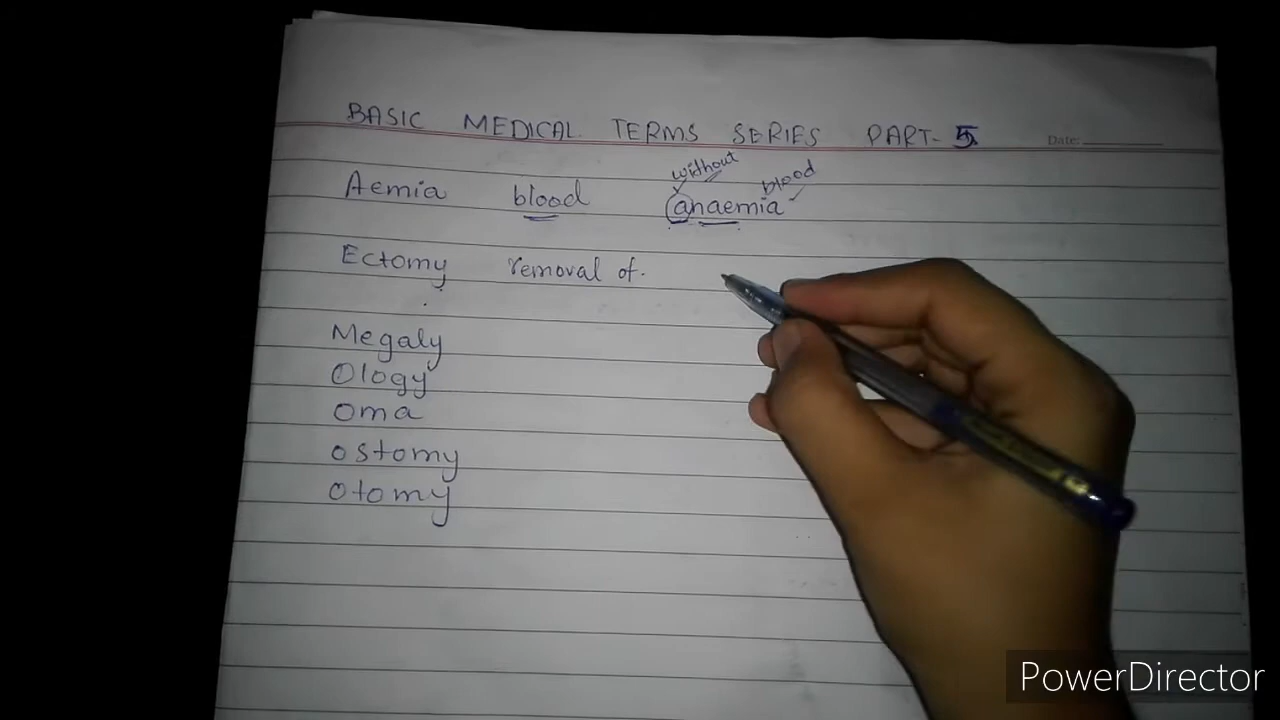 BASIC MEDICAL TERMS SERIES PART-5
Date:
without
blood
Aemia blood anaemia
Ectomy removal of.
Megaly
Ology
oma
ostomy
otomy
PowerDirector